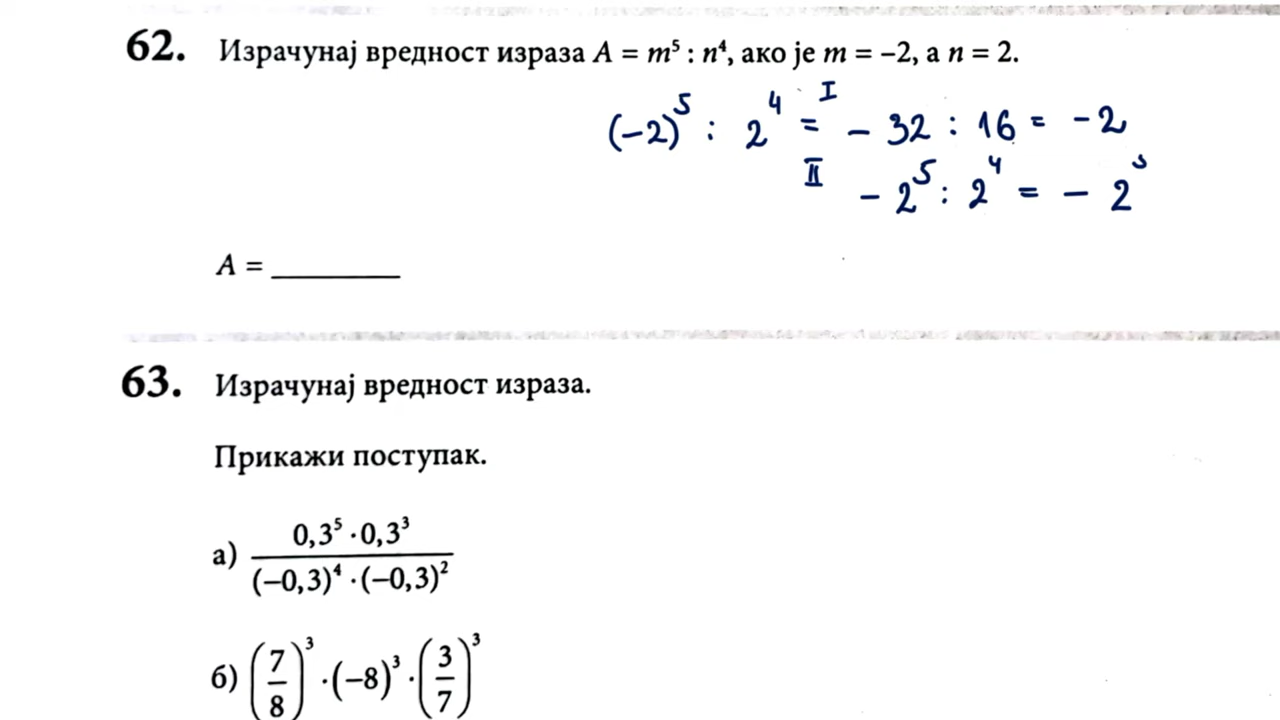 62. Израчунај вредност израза A = m⁵ : n⁴, ако је m = –2, а n = 2.
(−2)⁵ : 2⁴ = I − 32 : 16 = −2
II − 2⁵ : 2⁴ = − 2
A = ________
63. Израчунај вредност израза.
Прикажи поступак.
а) 0,3⁵ · 0,3³
(−0,3)⁴ · (−0,3)²
б) (7/8)³ · (−8)³ · (3/7)³